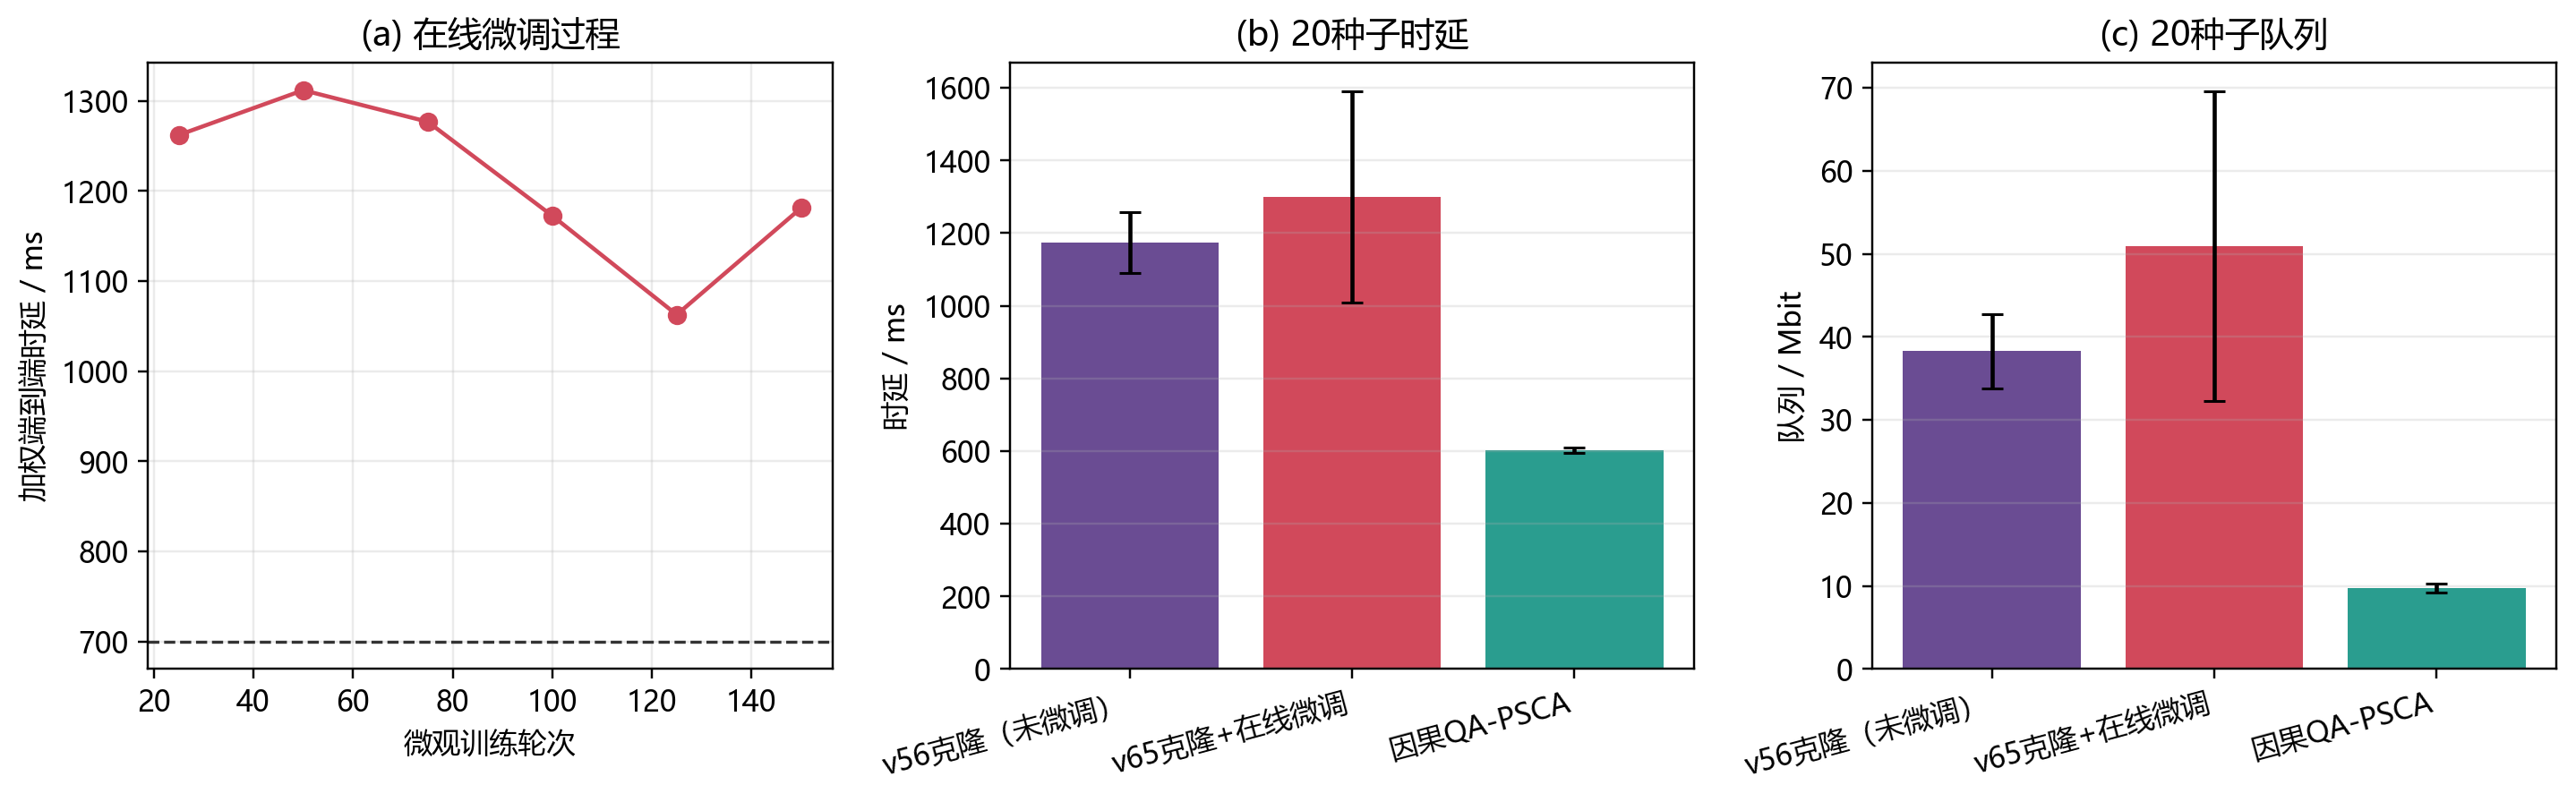 (a) 在线微调过程
加权端到端时延 / ms
1300
1200
1100
1000
900
800
700
20 40 60 80 100 120 140
微观训练轮次
(b) 20种子时延
时延 / ms
1600
1400
1200
1000
800
600
400
200
0
v56克隆（未微调）
v65克隆+在线微调
因果QA-PSCA
(c) 20种子队列
队列 / Mbit
70
60
50
40
30
20
10
0
v56克隆（未微调）
v65克隆+在线微调
因果QA-PSCA